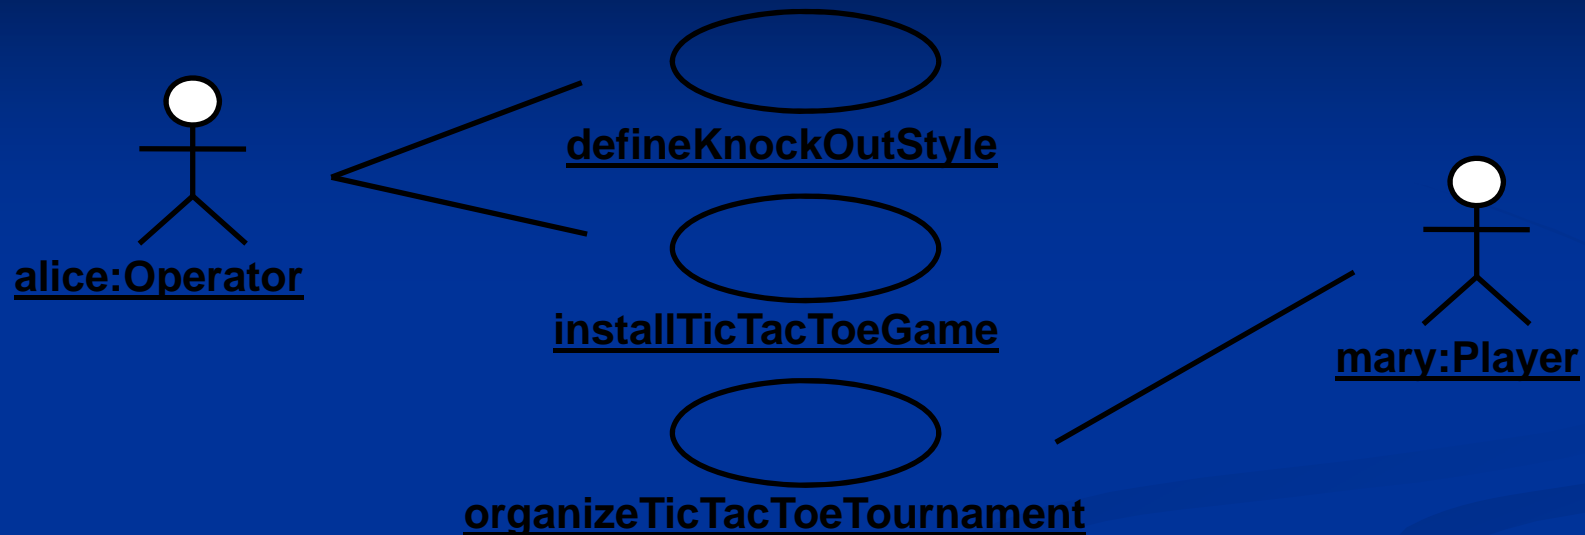 defineKnockOutStyle
alice:Operator
installTicTacToeGame
mary:Player
organizeTicTacToeTournament